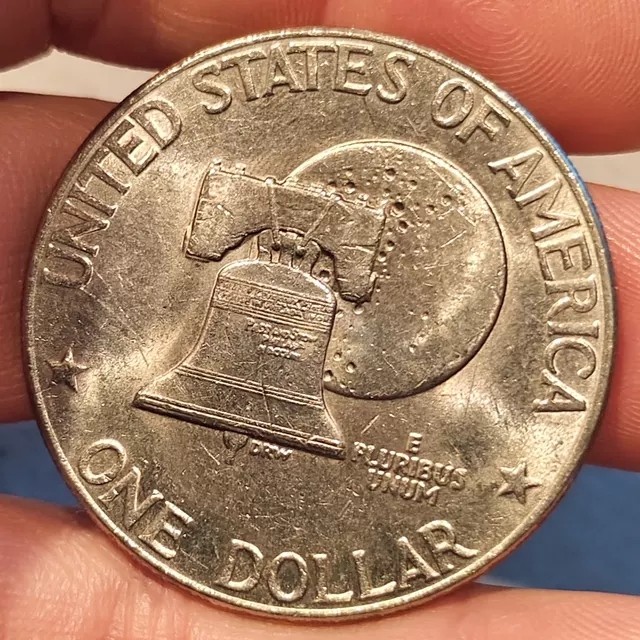 UNITED STATES OF AMERICA
DRW
E
PLURIBUS
UNUM
ONE DOLLAR